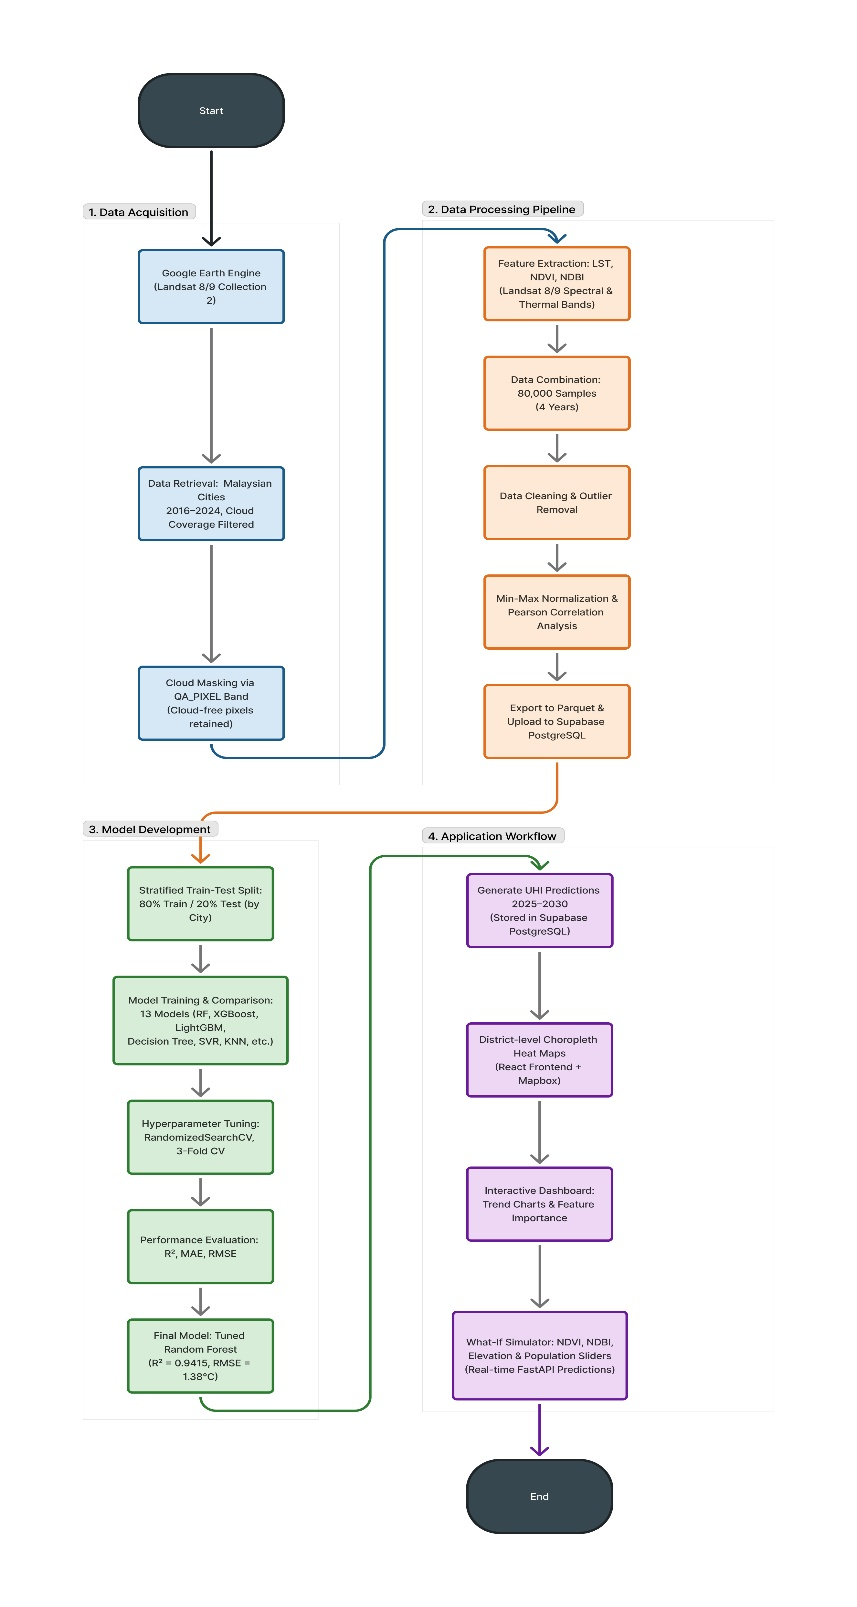 Start
1. Data Acquisition
Google Earth Engine
(Landsat 8/9 Collection
2)
Data Retrieval: Malaysian
Cities
2016–2024, Cloud
Coverage Filtered
Cloud Masking via
QA_PIXEL Band
(Cloud-free pixels
retained)
2. Data Processing Pipeline
Feature Extraction: LST,
NDVI, NDBI
(Landsat 8/9 Spectral &
Thermal Bands)
Data Combination:
80,000 Samples
(4 Years)
Data Cleaning & Outlier
Removal
Min-Max Normalization &
Pearson Correlation
Analysis
Export to Parquet &
Upload to Supabase
PostgreSQL
3. Model Development
Stratified Train-Test Split:
80% Train / 20% Test (by
City)
Model Training & Comparison:
13 Models (RF, XGBoost,
LightGBM,
Decision Tree, SVR, KNN, etc.)
Hyperparameter Tuning:
RandomizedSearchCV,
3-Fold CV
Performance Evaluation:
R², MAE, RMSE
Final Model: Tuned
Random Forest
(R² = 0.9415, RMSE =
1.38°C)
4. Application Workflow
Generate UHI Predictions
2025–2030
(Stored in Supabase
PostgreSQL)
District-level Choropleth
Heat Maps
(React Frontend +
Mapbox)
Interactive Dashboard:
Trend Charts & Feature
Importance
What-If Simulator: NDVI, NDBI,
Elevation & Population Sliders
(Real-time FastAPI Predictions)
End